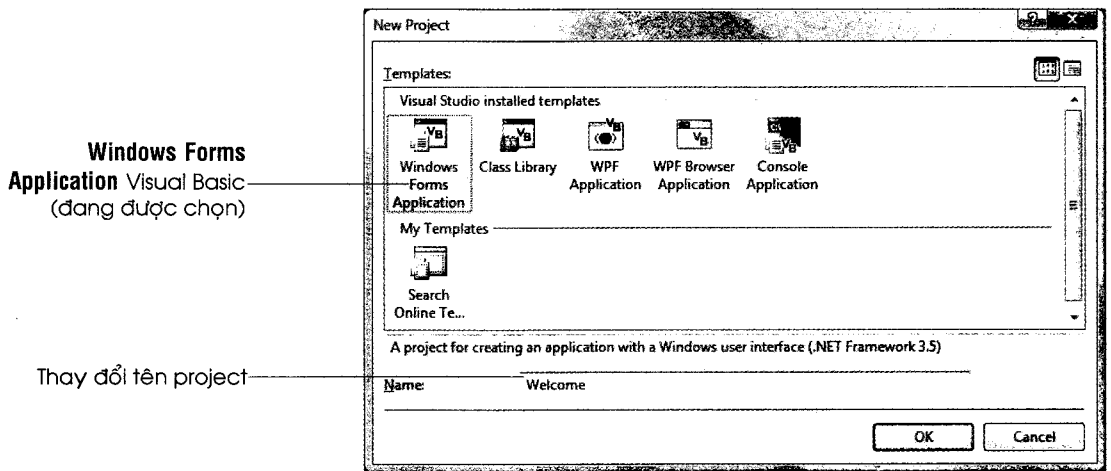 New Project
Templates:
Visual Studio installed templates
Windows Forms Application
Class Library
WPF Application
WPF Browser Application
Console Application
My Templates
Search Online Te...
A project for creating an application with a Windows user interface (.NET Framework 3.5)
Name:
Welcome
OK
Cancel
Windows Forms
Application Visual Basic
(đang được chọn)
Thay đổi tên project